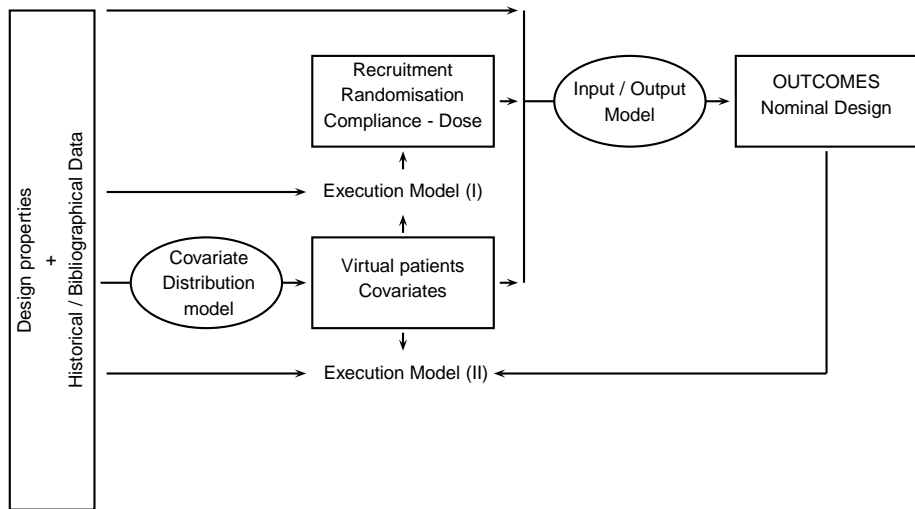 Design properties
+
Historical / Bibliographical Data
Recruitment
Randomisation
Compliance - Dose
Execution Model (I)
Covariate
Distribution
model
Virtual patients
Covariates
Execution Model (II)
Input / Output
Model
OUTCOMES
Nominal Design